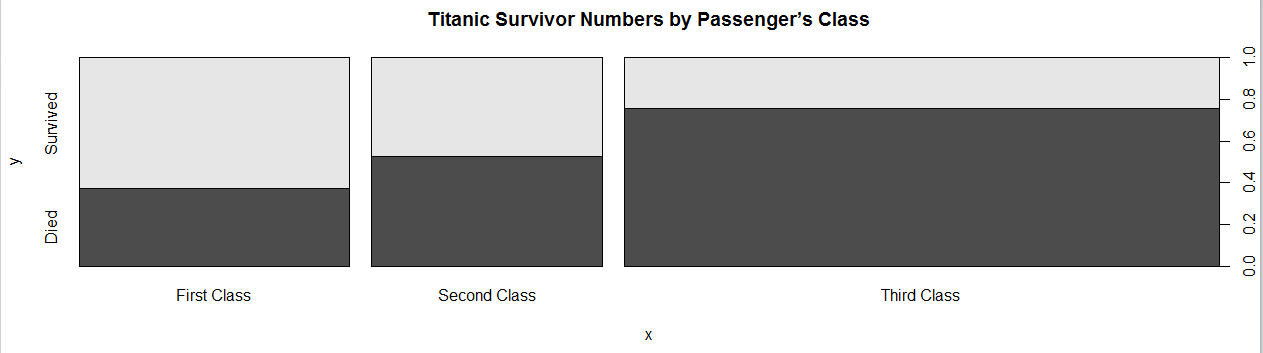 Titanic Survivor Numbers by Passenger’s Class
y
Survived
Died
1.0
0.8
0.6
0.4
0.2
0.0
First Class
Second Class
Third Class
x